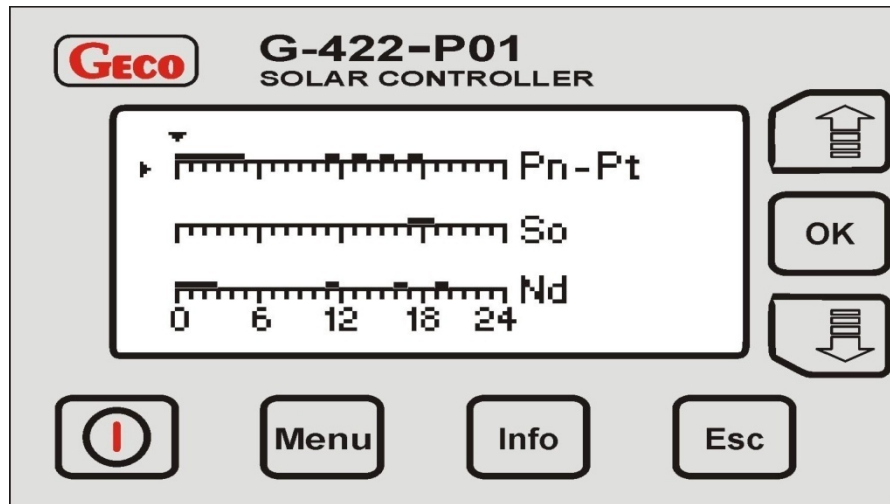 GECO
G-422-P01
SOLAR CONTROLLER
Pn-Pt
So
Nd
0 6 12 18 24
OK
Menu
Info
Esc